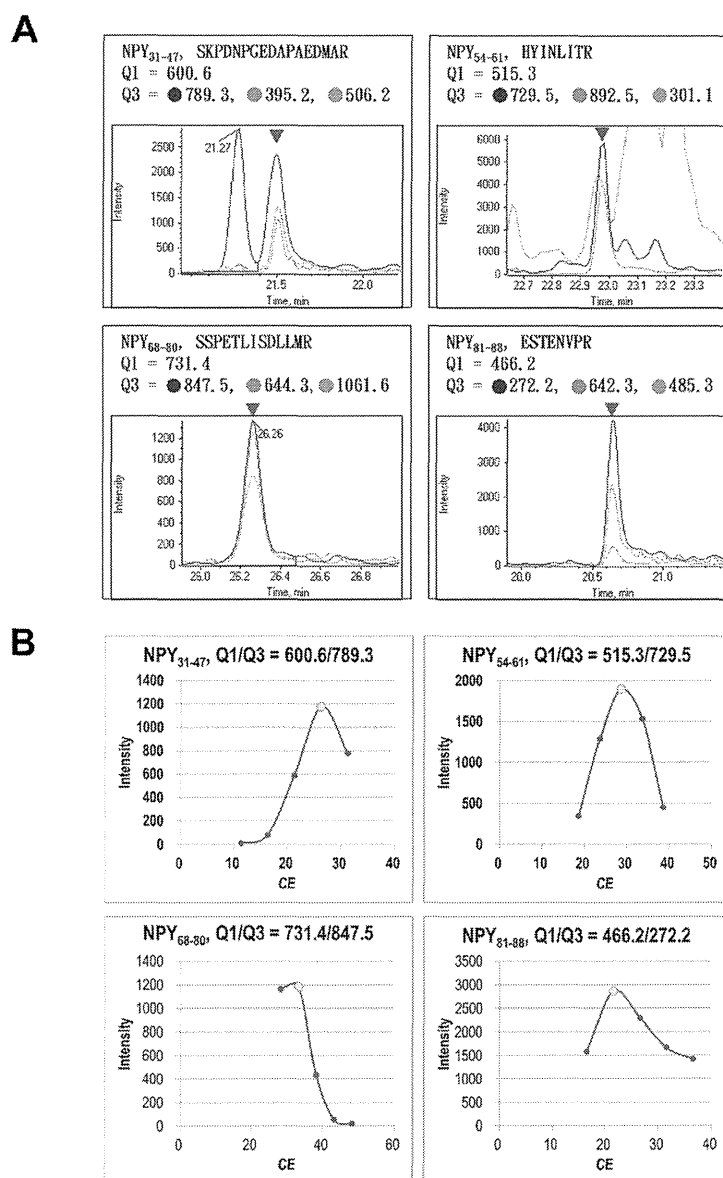 A
NPY31-47, SKPDNPGEDAPAEDMAR
Q1 = 600.6
Q3 = ●789.3, ●395.2, ●506.2
21.27
2500
2000
1500
1000
500
0
Intensity
21.5 22.0
Time, min
NPY54-61, HYINLITR
Q1 = 515.3
Q3 = ●729.5, ●892.5, ●301.1
6000
5000
4000
3000
2000
1000
0
Intensity
22.7 22.8 22.9 23.0 23.1 23.2 23.3
Time, min
NPY68-80, SSPETLISDLLMR
Q1 = 731.4
Q3 = ●847.5, ●644.3, ●1061.6
26.26
1200
1000
800
600
400
200
0
Intensity
26.0 26.2 26.4 26.6 26.8
Time, min
NPY81-88, ESTENVPR
Q1 = 466.2
Q3 = ●272.2, ●642.3, ●485.3
4000
3000
2000
1000
0
Intensity
20.0 20.5 21.0
Time, min
B
NPY31-47, Q1/Q3 = 600.6/789.3
1400
1200
1000
800
600
400
200
0
Intensity
0 10 20 30 40
CE
NPY54-61, Q1/Q3 = 515.3/729.5
2000
1500
1000
500
0
Intensity
0 10 20 30 40 50
CE
NPY68-80, Q1/Q3 = 731.4/847.5
1400
1200
1000
800
600
400
200
0
Intensity
0 20 40 60
CE
NPY81-88, Q1/Q3 = 466.2/272.2
3500
3000
2500
2000
1500
1000
500
0
Intensity
0 10 20 30 40
CE